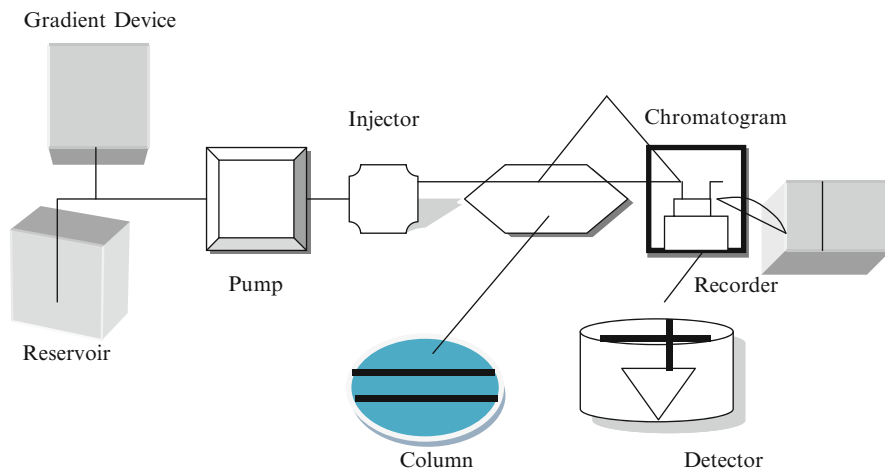 Gradient Device
Injector
Chromatogram
Pump
Recorder
Reservoir
Column
Detector